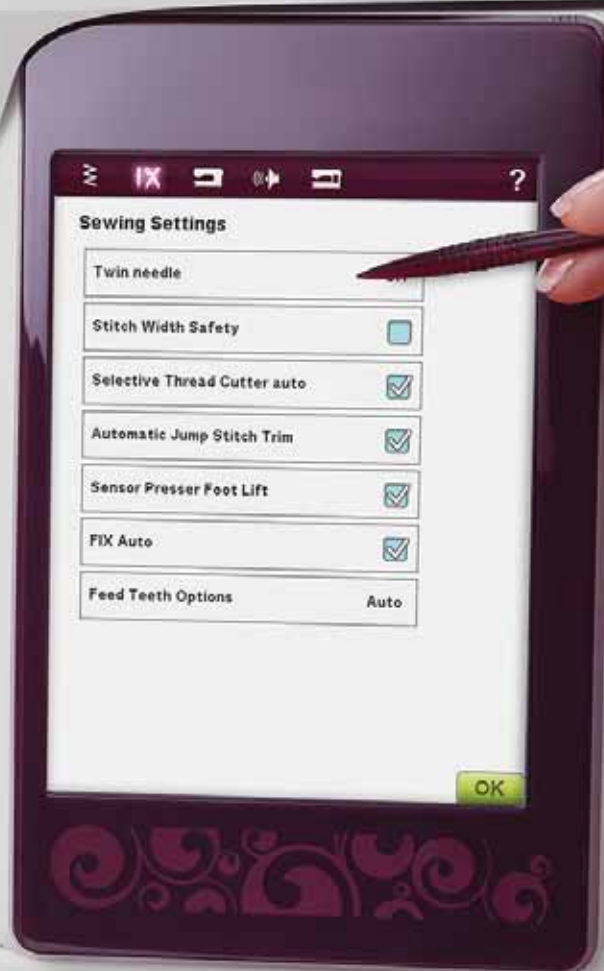 ?
Sewing Settings
Twin needle
Stitch Width Safety
Selective Thread Cutter auto
Automatic Jump Stitch Trim
Sensor Presser Foot Lift
FIX Auto
Feed Teeth Options Auto
OK